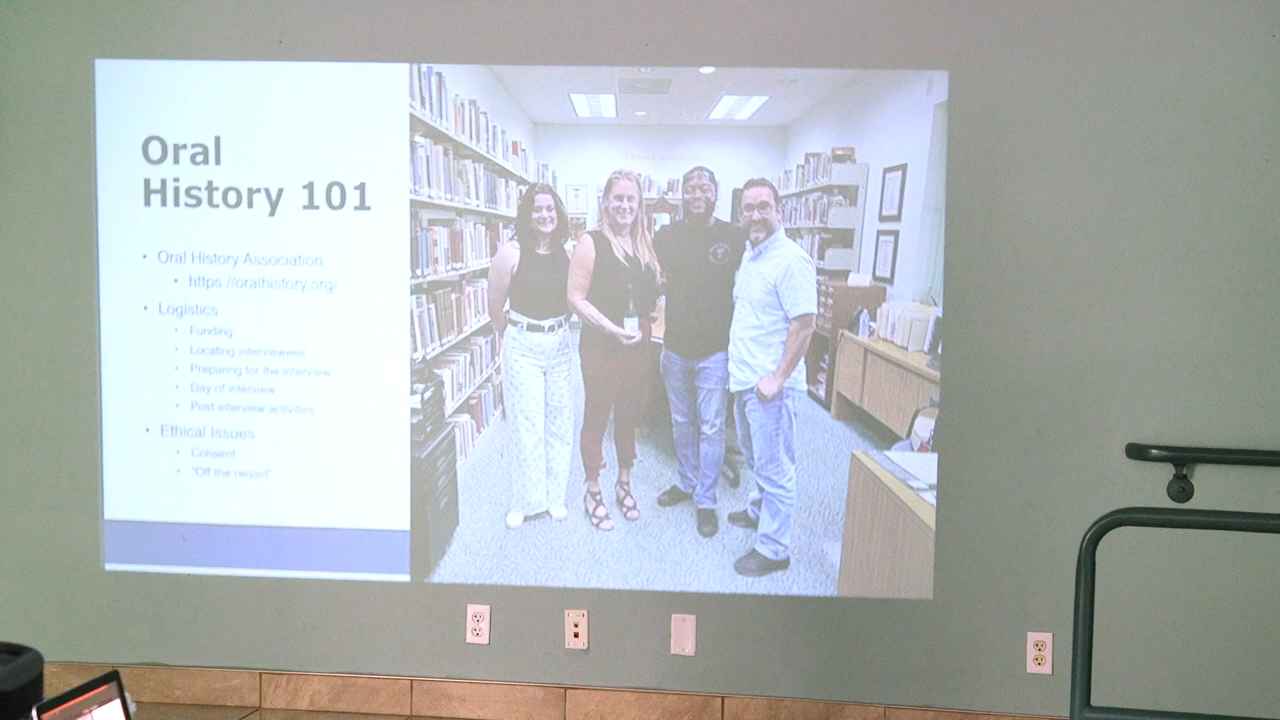 Oral
History 101
• Oral History Association
• https://oralhistory.org/
• Logistics
• Funding
• Locating interviewees
• Preparing for the interview
• Day of interview
• Post interview activities
• Ethical Issues
• Consent
• "Off the record"